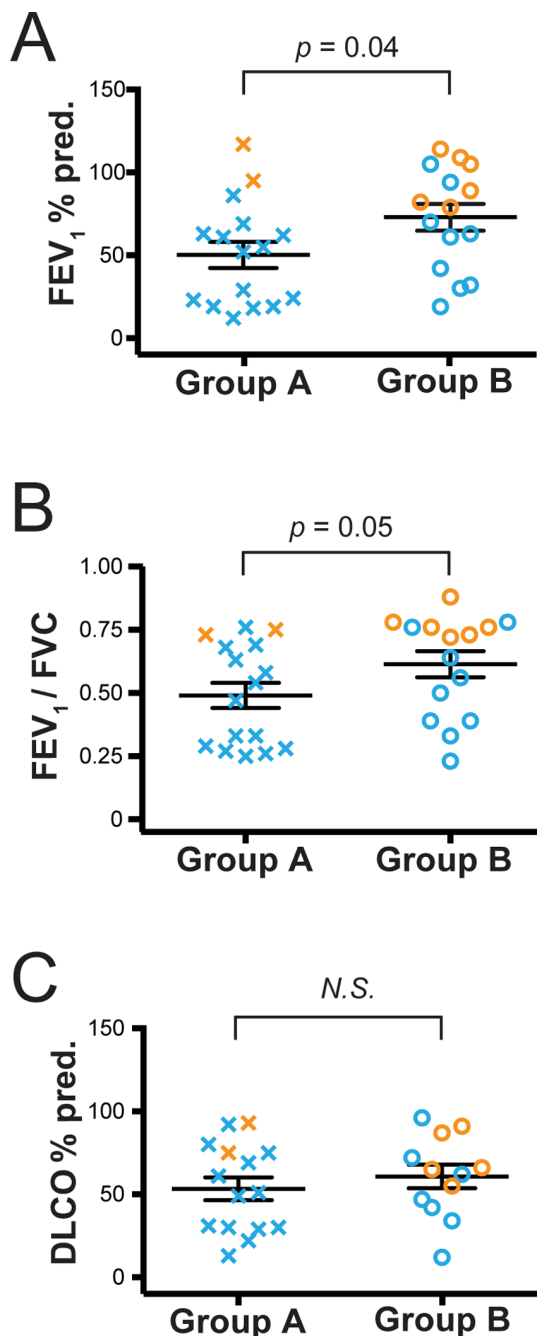 A
p = 0.04
FEV₁ % pred.
150
100
50
0
Group A
Group B
B
p = 0.05
FEV₁ / FVC
1.00
0.75
0.50
0.25
0
Group A
Group B
C
N.S.
DLCO % pred.
150
100
50
0
Group A
Group B